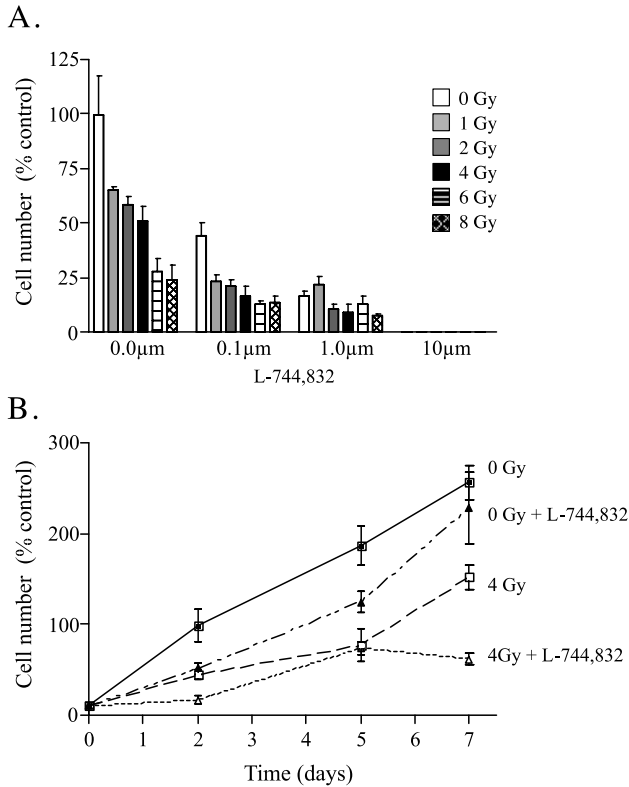 A.
Cell number (% control)
125
100
75
50
25
0
0 Gy
1 Gy
2 Gy
4 Gy
6 Gy
8 Gy
0.0µm 0.1µm 1.0µm 10µm
L-744,832
B.
Cell number (% control)
300
200
100
0
0 Gy
0 Gy + L-744,832
4 Gy
4Gy + L-744,832
0 1 2 3 4 5 6 7
Time (days)